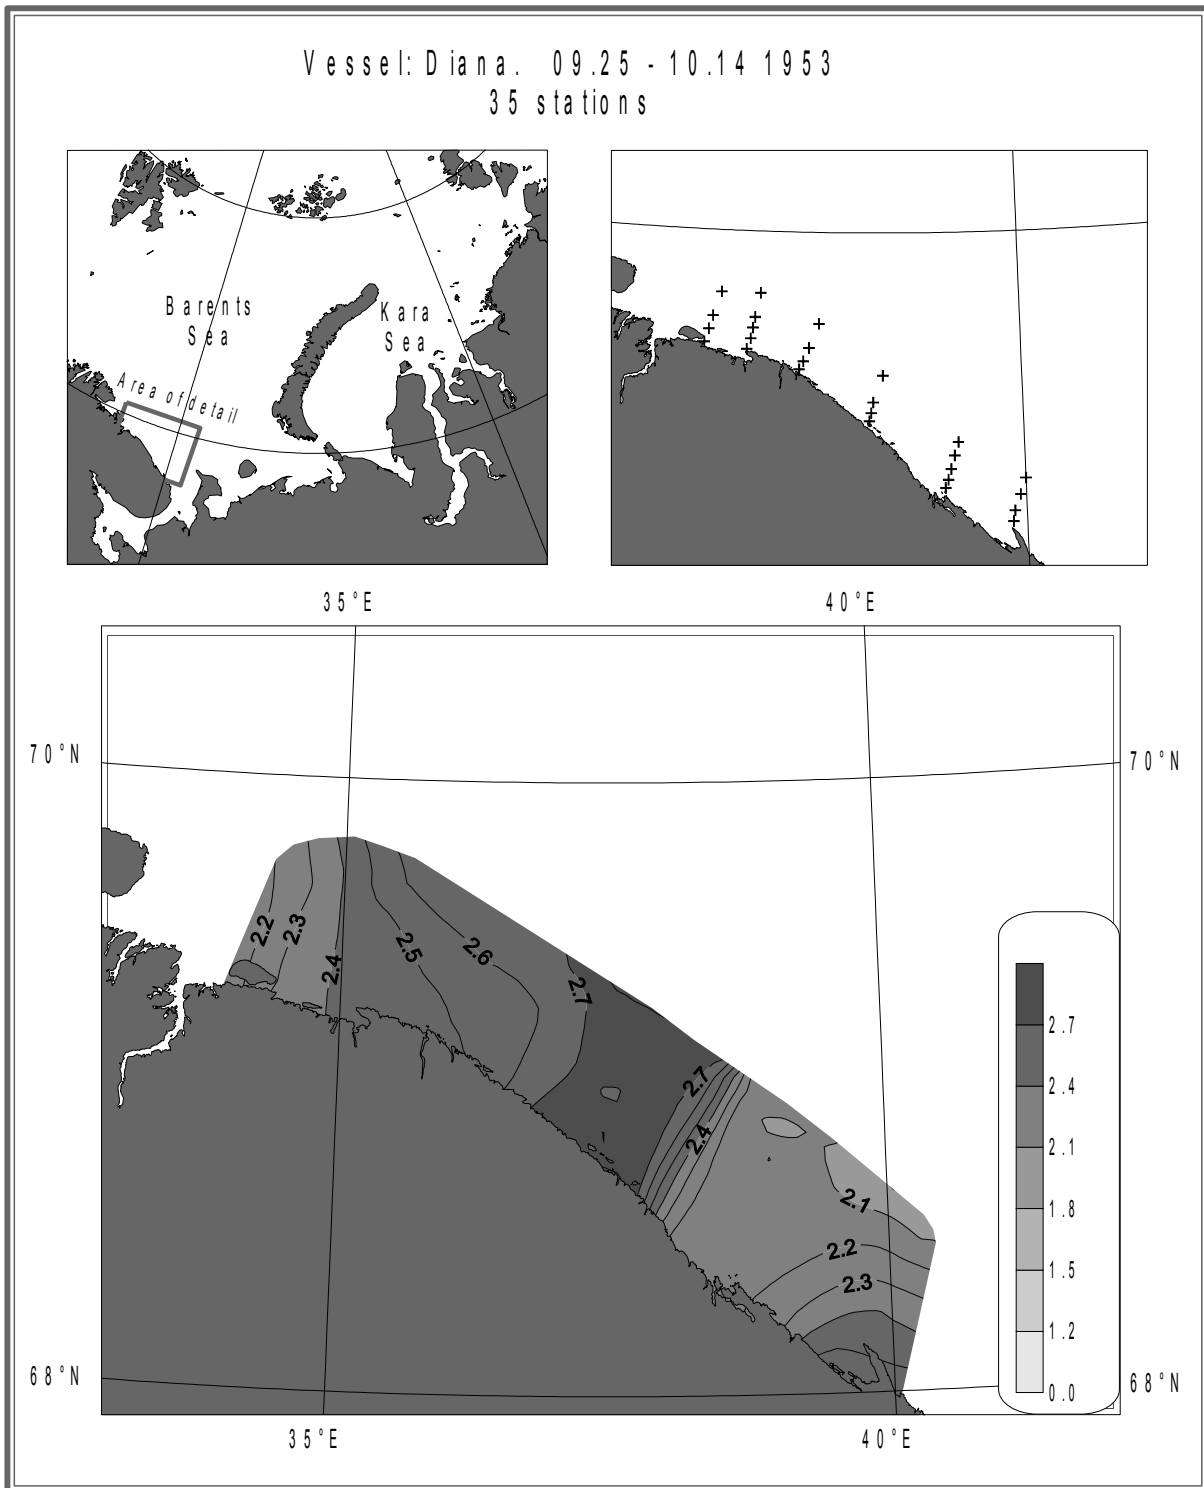 Vessel: Diana. 09.25 - 10.14 1953
35 stations
Barents
Sea
Kara
Sea
Area of detail
35°E
40°E
70°N
70°N
2.2
2.3
2.4
2.5
2.6
2.7
2.7
2.4
2.1
2.2
2.3
2.7
2.4
2.1
1.8
1.5
1.2
0.0
68°N
68°N
35°E
40°E